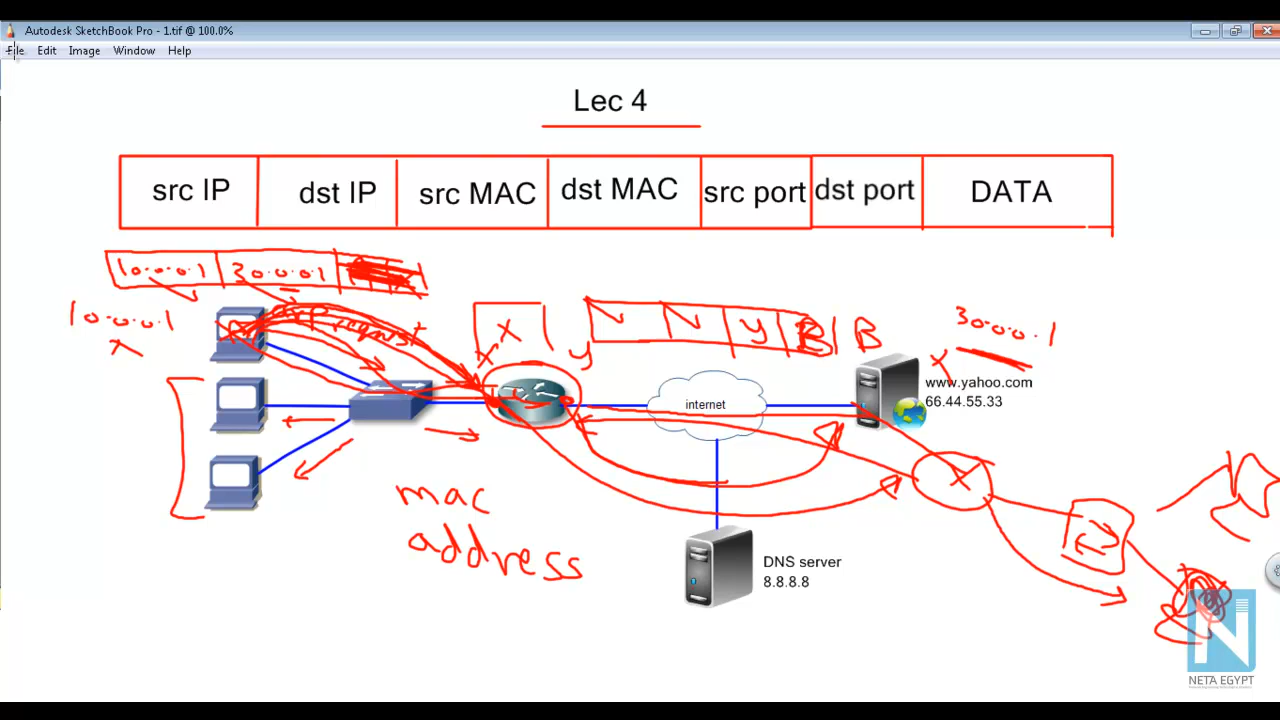 Autodesk SketchBook Pro - 1.tif @ 100.0%
File Edit Image Window Help
Lec 4
src IP dst IP src MAC dst MAC src port dst port DATA
10.0.0.1 30.0.0.1
10.0.0.1
arp request
X
X
Y
Y B
B
30.0.0.1
X
www.yahoo.com
66.44.55.33
internet
mac
address
DNS server
8.8.8.8
N
NETA EGYPT